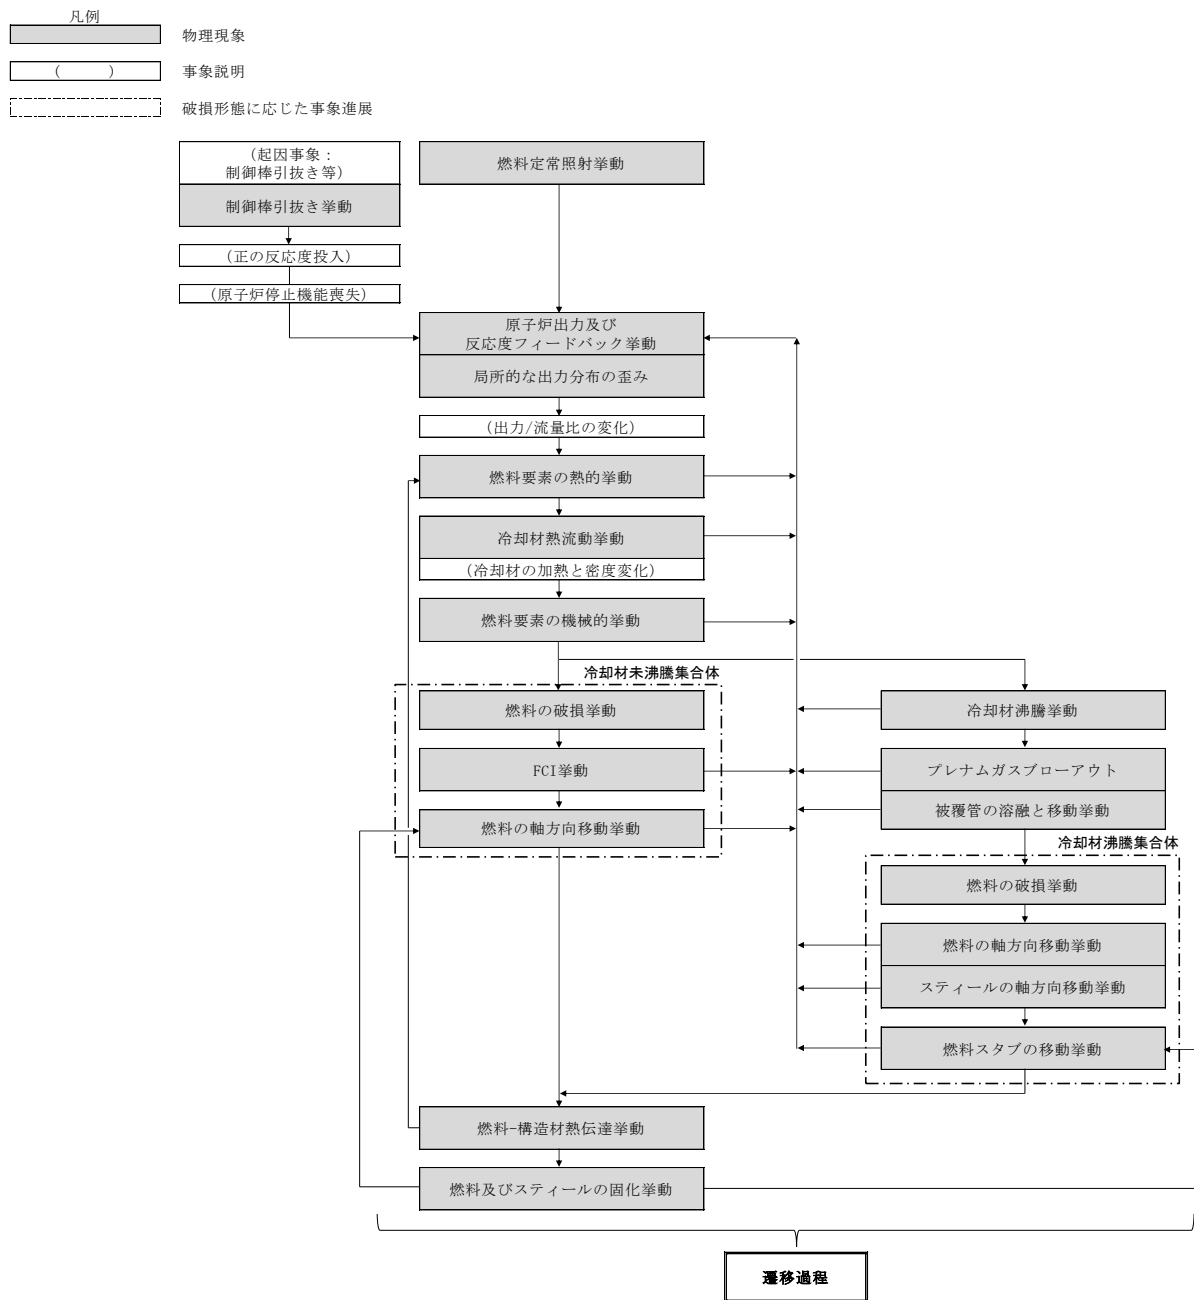 凡例
物理現象
(　　　)
事象説明
破損形態に応じた事象進展
(起因事象：
制御棒引抜き等)
制御棒引抜き挙動
(正の反応度投入)
(原子炉停止機能喪失)
燃料定常照射挙動
原子炉出力及び
反応度フィードバック挙動
局所的な出力分布の歪み
(出力/流量比の変化)
燃料要素の熱的挙動
冷却材熱流動挙動
(冷却材の加熱と密度変化)
燃料要素の機械的挙動
冷却材未沸騰集合体
燃料の破損挙動
FCI挙動
燃料の軸方向移動挙動
冷却材沸騰挙動
プレナムガスブローアウト
被覆管の溶融と移動挙動
冷却材沸騰集合体
燃料の破損挙動
燃料の軸方向移動挙動
スティールの軸方向移動挙動
燃料スタブの移動挙動
燃料-構造材熱伝達挙動
燃料及びスティールの固化挙動
遷移過程